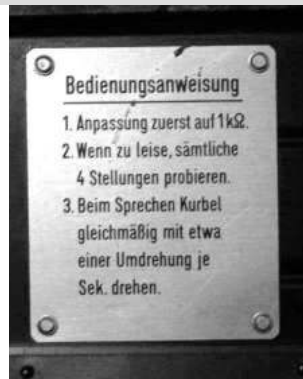 Bedienungsanweisung
1. Anpassung zuerst auf 1kΩ.
2. Wenn zu leise, sämtliche
4 Stellungen probieren.
3. Beim Sprechen Kurbel
gleichmäßig mit etwa
einer Umdrehung je
Sek. drehen.